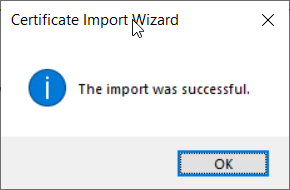 Certificate Import Wizard
The import was successful.
OK